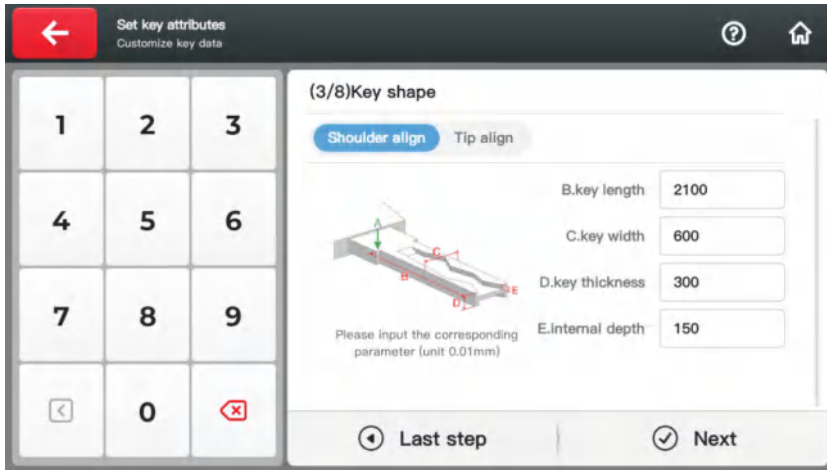 Set key attributes
Customize key data
1 2 3
4 5 6
7 8 9
0
(3/8)Key shape
Shoulder align Tip align
A
C
B
D
E
Please input the corresponding
parameter (unit 0.01mm)
B.key length 2100
C.key width 600
D.key thickness 300
E.internal depth 150
Last step Next